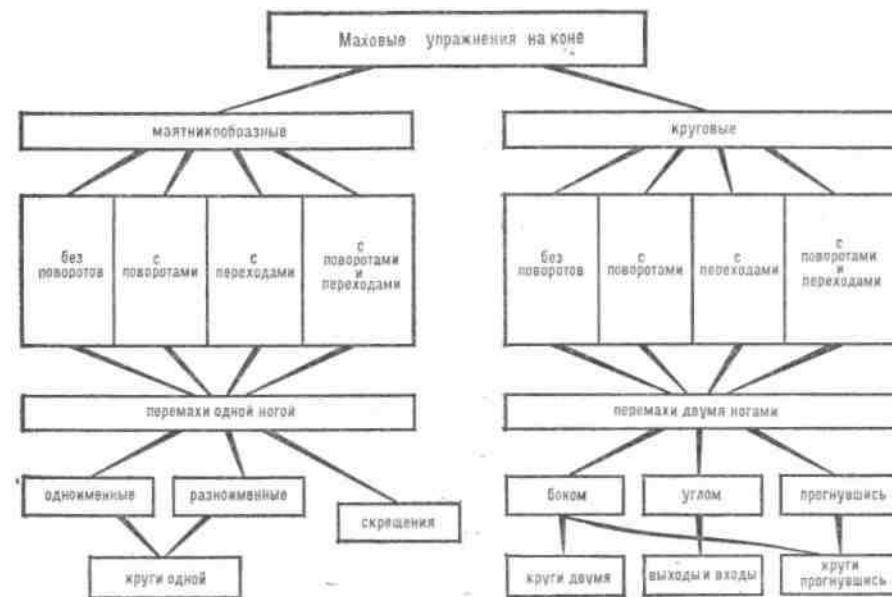 Маховые упражнения на коне
маятникообразные
круговые
без
поворотов
с
поворотами
с
переходами
с
поворотами
и
переходами
без
поворотов
с
поворотами
с
переходами
с
поворотами
и
переходами
перемахи одной ногой
перемахи двумя ногами
одноименные
разноименные
скрещения
боком
углом
прогнувшись
круги одной
круги двумя
выходы и входы
круги
прогнувшись